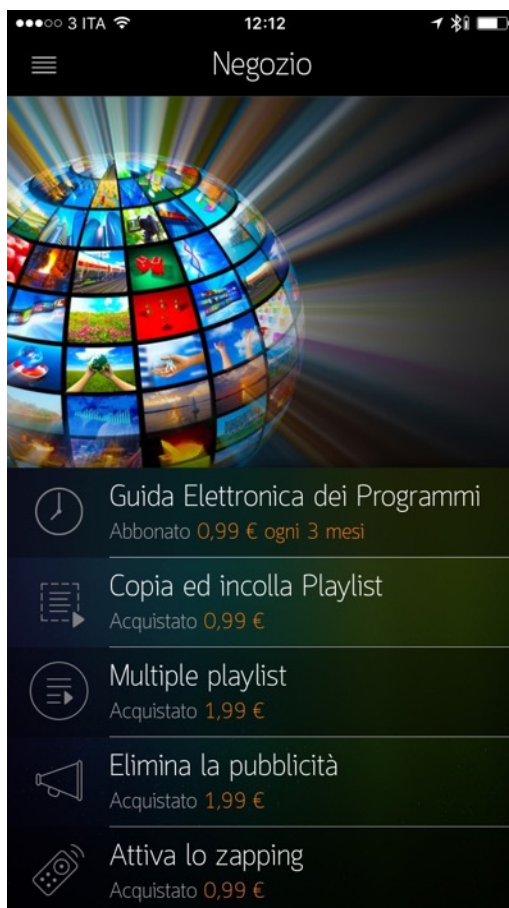 3 ITA 12:12
Negozio
Guida Elettronica dei Programmi
Abbonato 0,99 € ogni 3 mesi
Copia ed incolla Playlist
Acquistato 0,99 €
Multiple playlist
Acquistato 1,99 €
Elimina la pubblicità
Acquistato 1,99 €
Attiva lo zapping
Acquistato 0,99 €